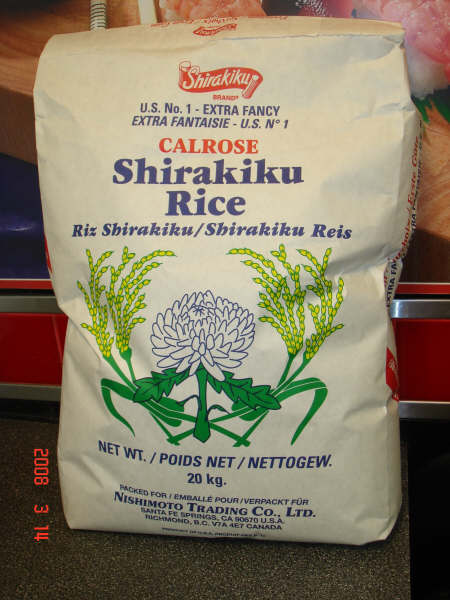 Shirakiku
BRAND®
U.S. No. 1 - EXTRA FANCY
EXTRA FANTAISIE - U.S. N° 1
CALROSE
Shirakiku
Rice
Riz Shirakiku/Shirakiku Reis
NET WT. / POIDS NET / NETTOGEW.
20 kg.
PACKED FOR / EMBALLÉ POUR / VERPACKT FÜR
NISHIMOTO TRADING CO., LTD.
SANTA FE SPRINGS, CA 90670 U.S.A.
RICHMOND, B.C. V7A 4E7 CANADA
2008 3 14